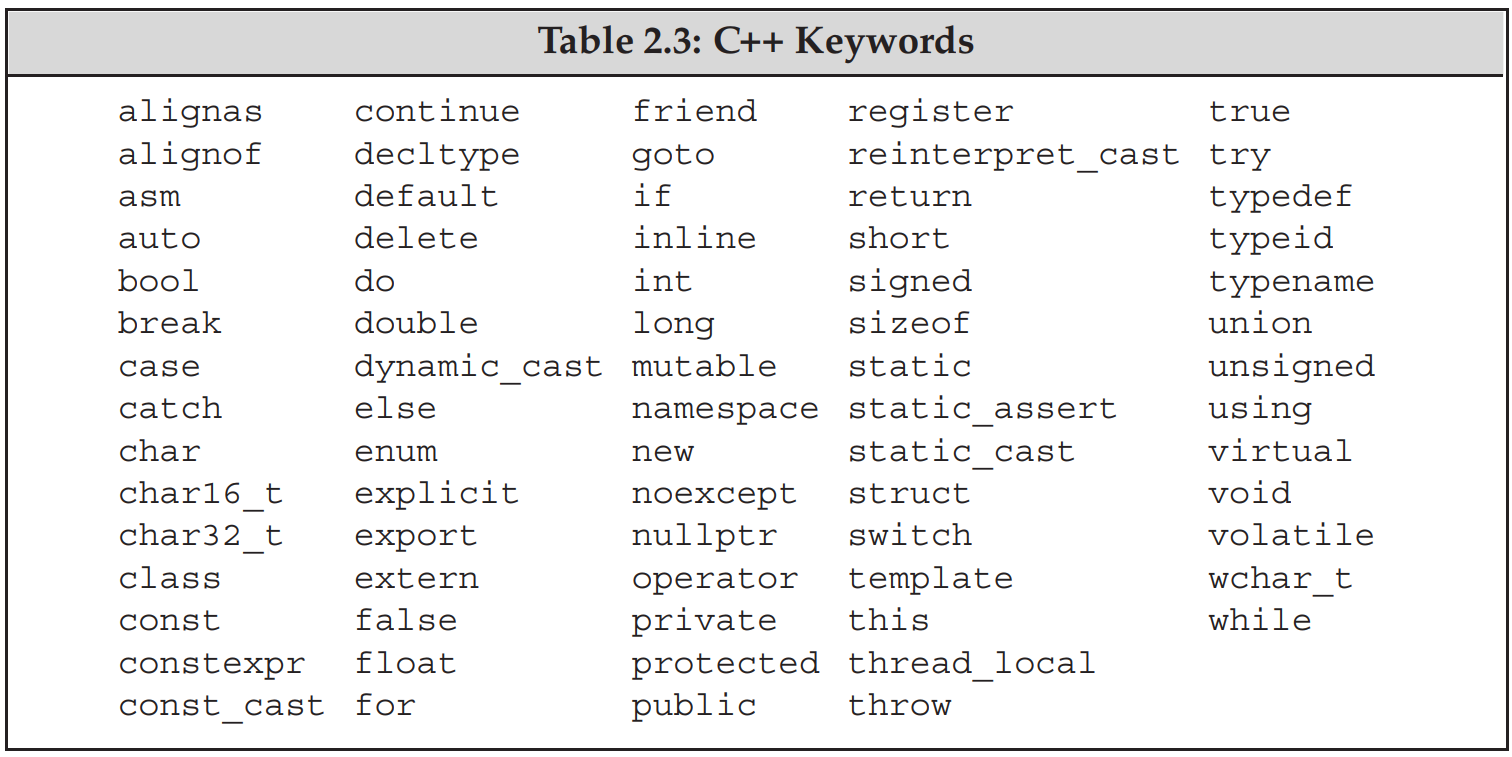 Table 2.3: C++ Keywords
alignas continue friend register true
alignof decltype goto reinterpret_cast try
asm default if return typedef
auto delete inline short typeid
bool do int signed typename
break double long sizeof union
case dynamic_cast mutable static unsigned
catch else namespace static_assert using
char enum new static_cast virtual
char16_t explicit noexcept struct void
char32_t export nullptr switch volatile
class extern operator template wchar_t
const false private this while
constexpr float protected thread_local
const_cast for public throw